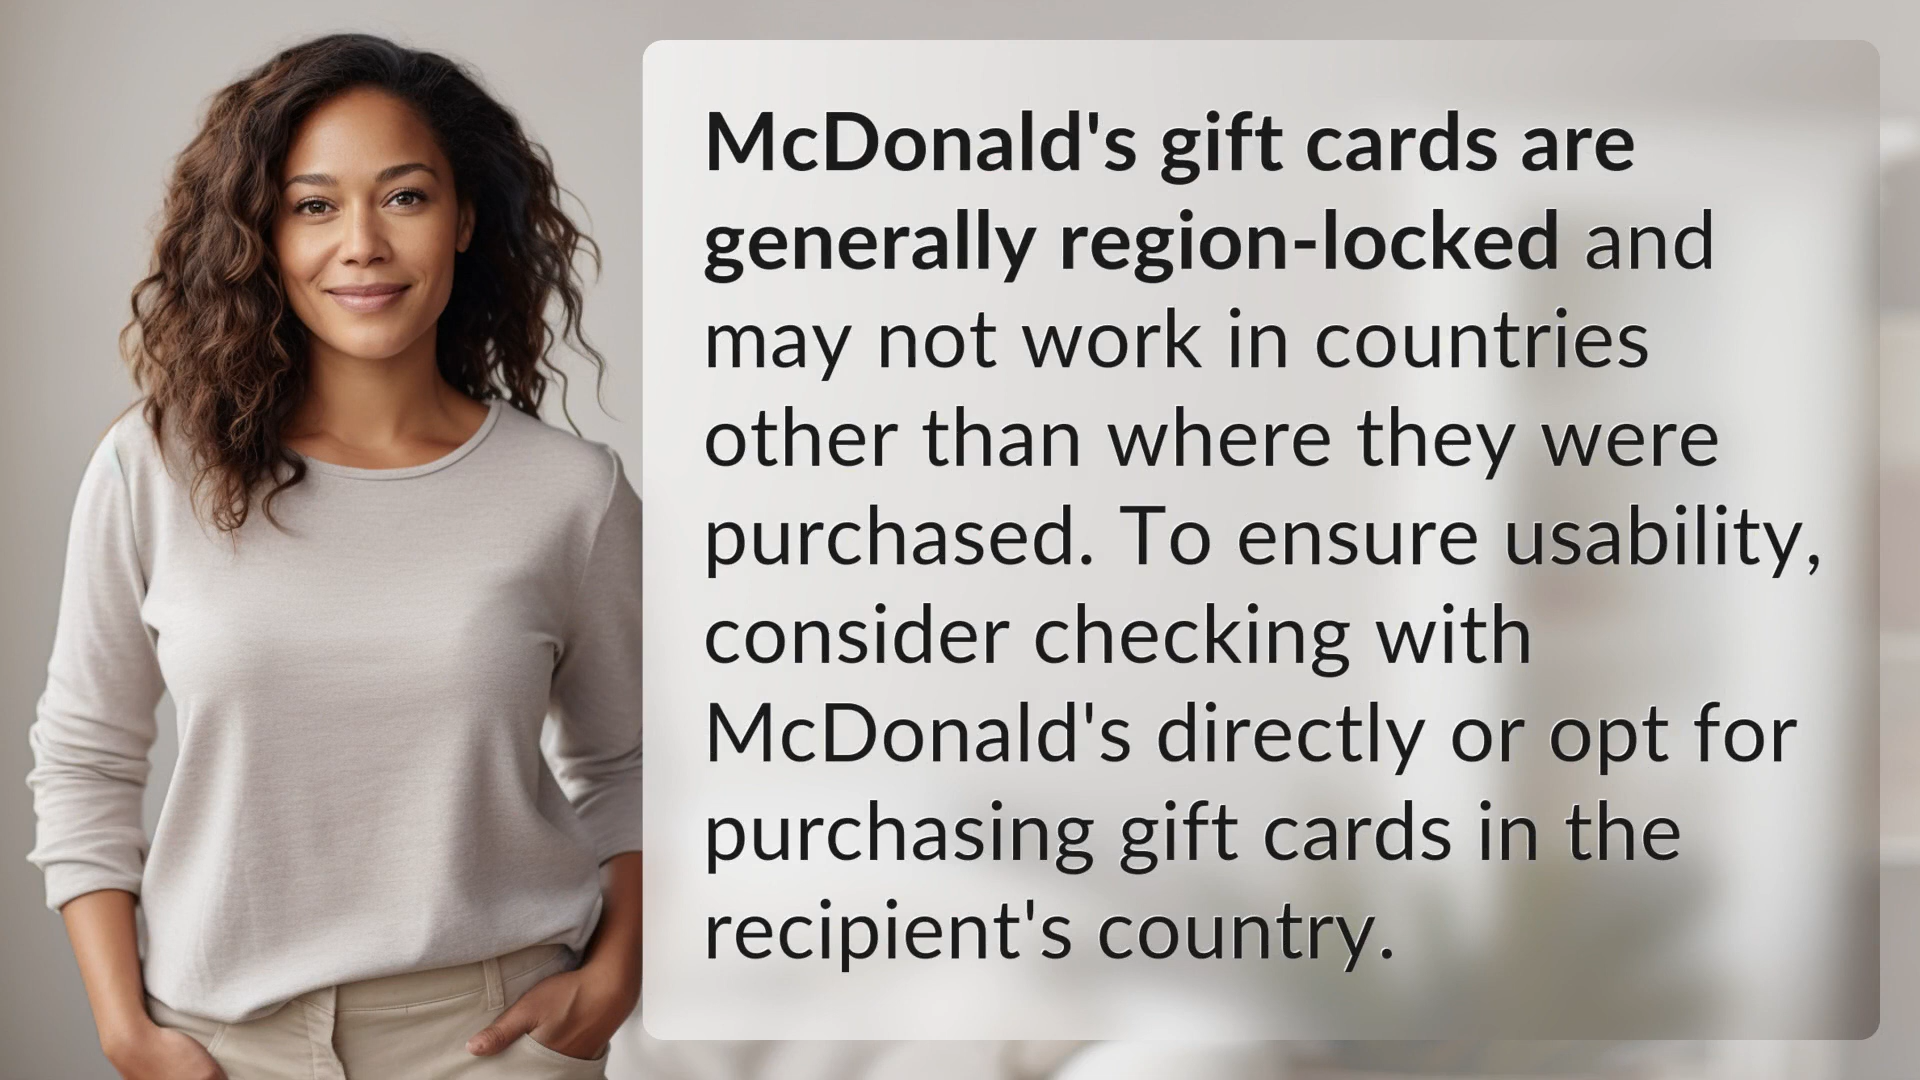 McDonald's gift cards are
generally region-locked and
may not work in countries
other than where they were
purchased. To ensure usability,
consider checking with
McDonald's directly or opt for
purchasing gift cards in the
recipient's country.